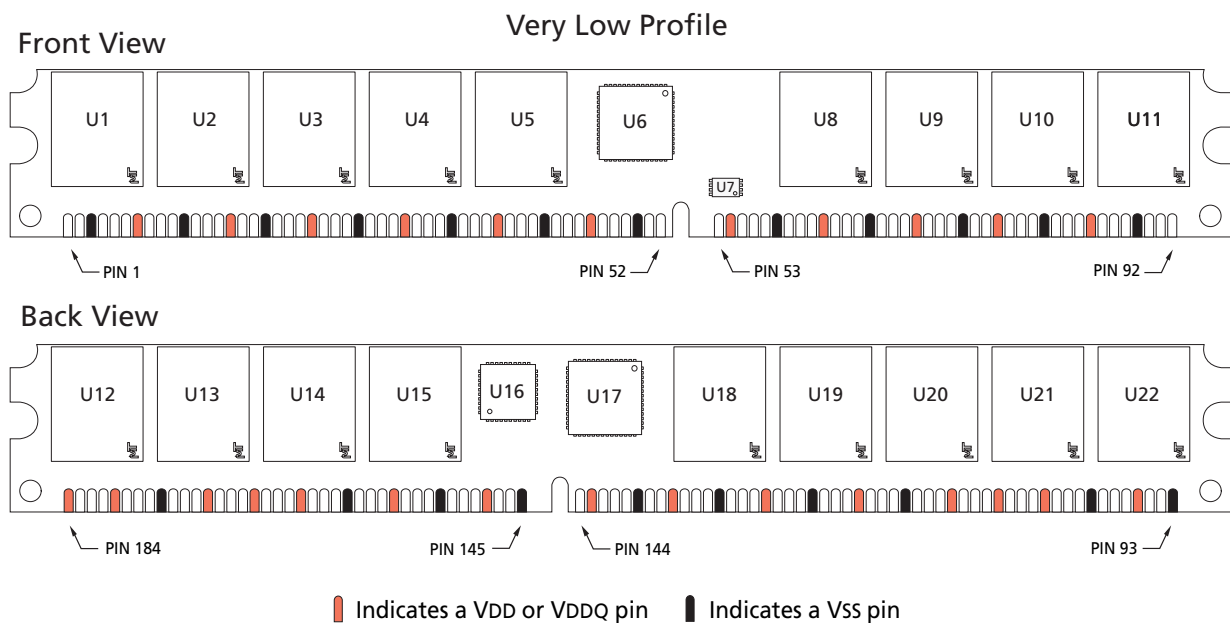 Very Low Profile
Front View
U1 U2 U3 U4 U5 U6 U8 U9 U10 U11
U7
PIN 1 PIN 52 PIN 53 PIN 92
Back View
U12 U13 U14 U15 U16 U17 U18 U19 U20 U21 U22
PIN 184 PIN 145 PIN 144 PIN 93
Indicates a VDD or VDDQ pin Indicates a VSS pin